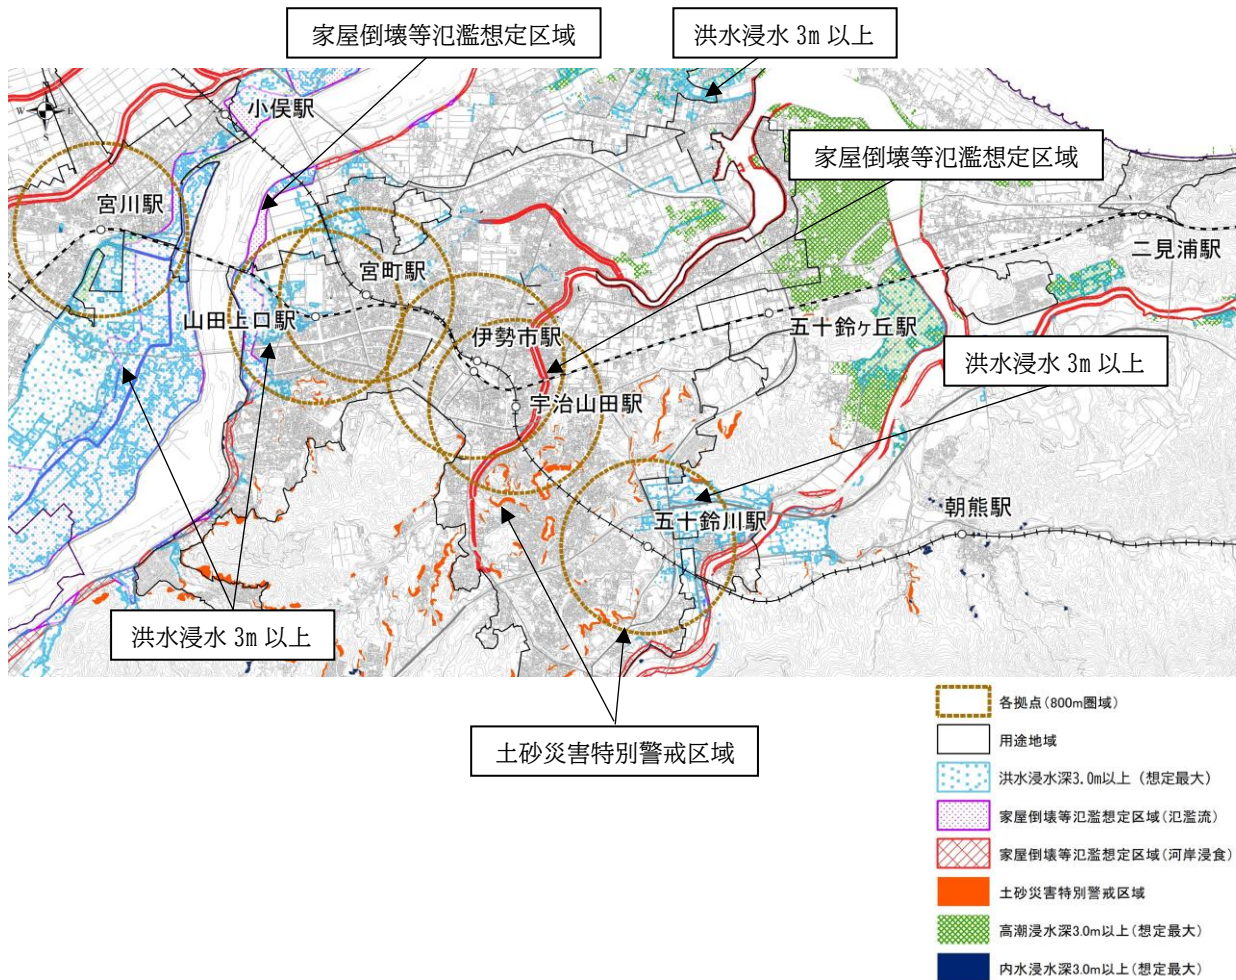 家屋倒壊等氾濫想定区域
洪水浸水 3m 以上
N
W
E
S
小俣駅
家屋倒壊等氾濫想定区域
宮川駅
宮町駅
二見浦駅
山田上口駅
伊勢市駅
五十鈴ヶ丘駅
洪水浸水 3m 以上
宇治山田駅
五十鈴川駅
朝熊駅
洪水浸水 3m 以上
土砂災害特別警戒区域
各拠点(800m圏域)
用途地域
洪水浸水深3.0m以上(想定最大)
家屋倒壊等氾濫想定区域(氾濫流)
家屋倒壊等氾濫想定区域(河岸浸食)
土砂災害特別警戒区域
高潮浸水深3.0m以上(想定最大)
内水浸水深3.0m以上(想定最大)